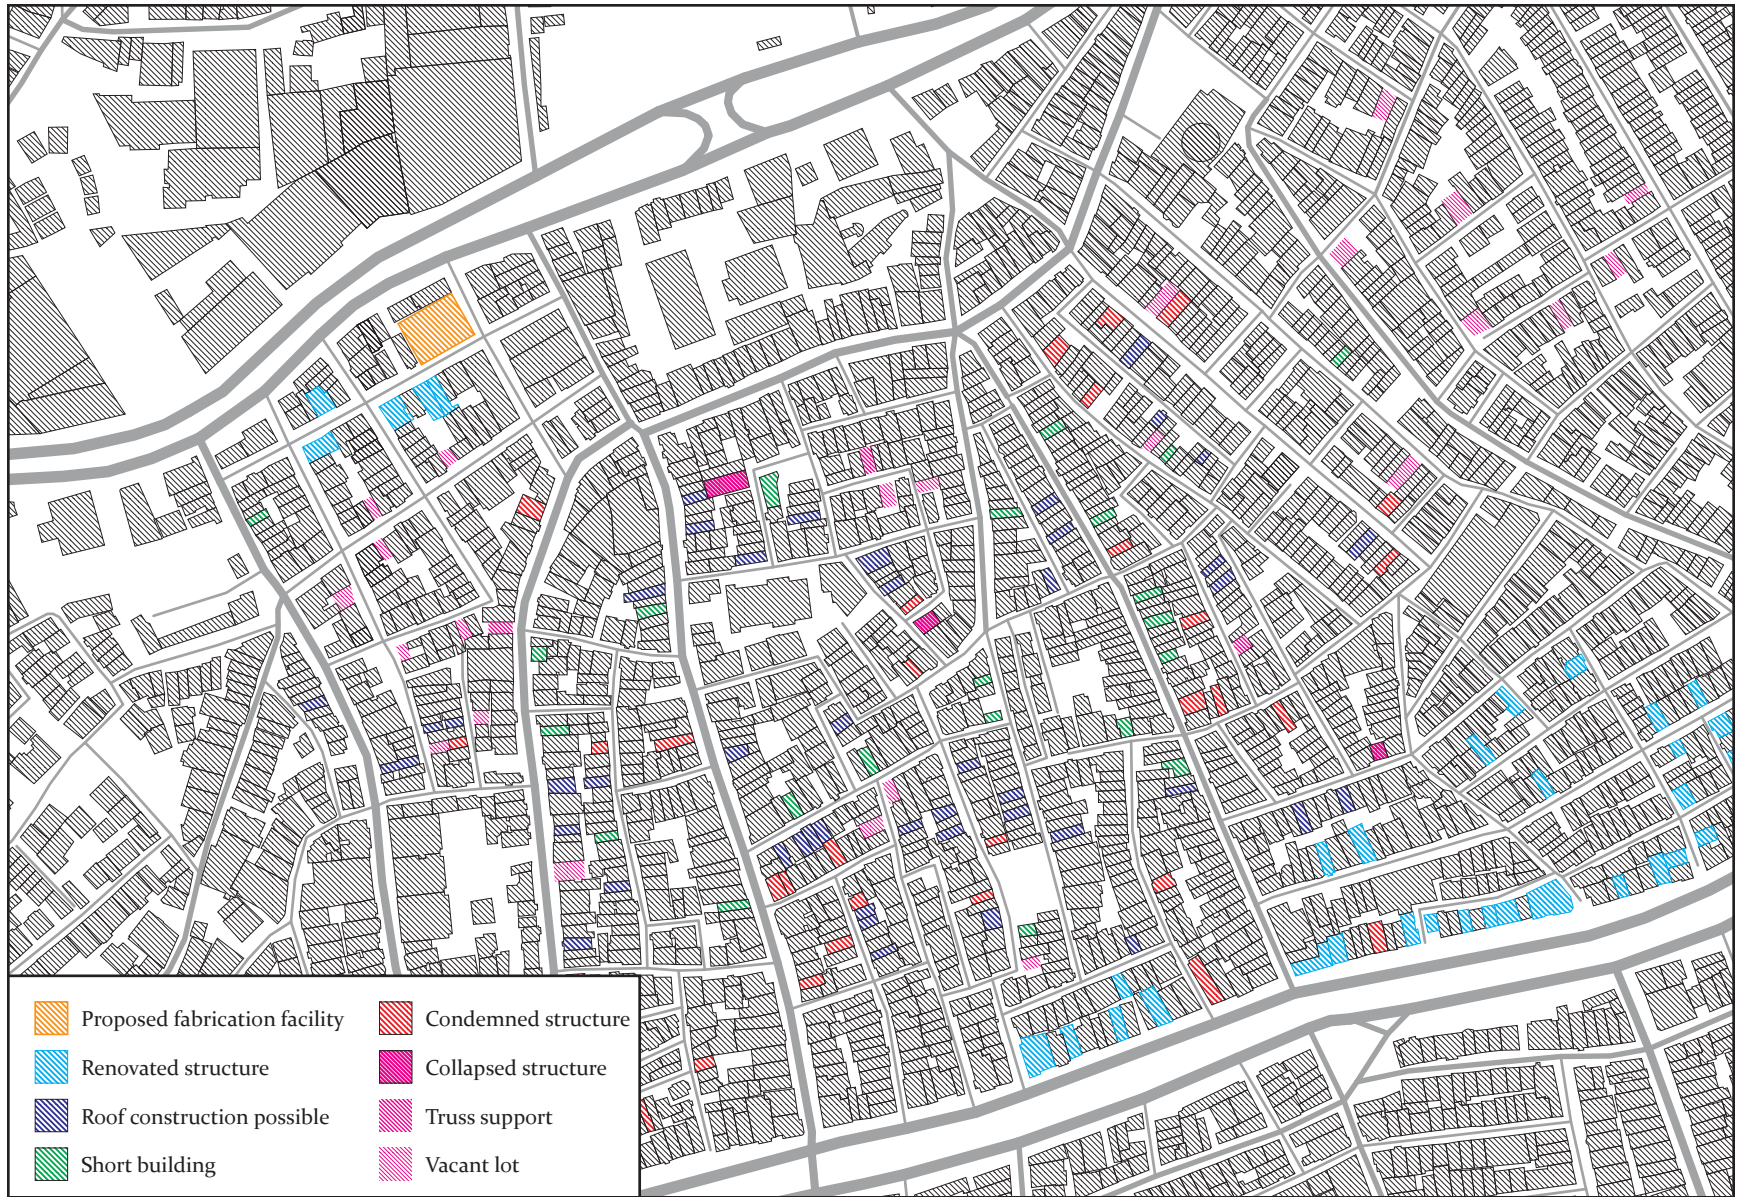 Proposed fabrication facility
Renovated structure
Roof construction possible
Short building
Condemned structure
Collapsed structure
Truss support
Vacant lot